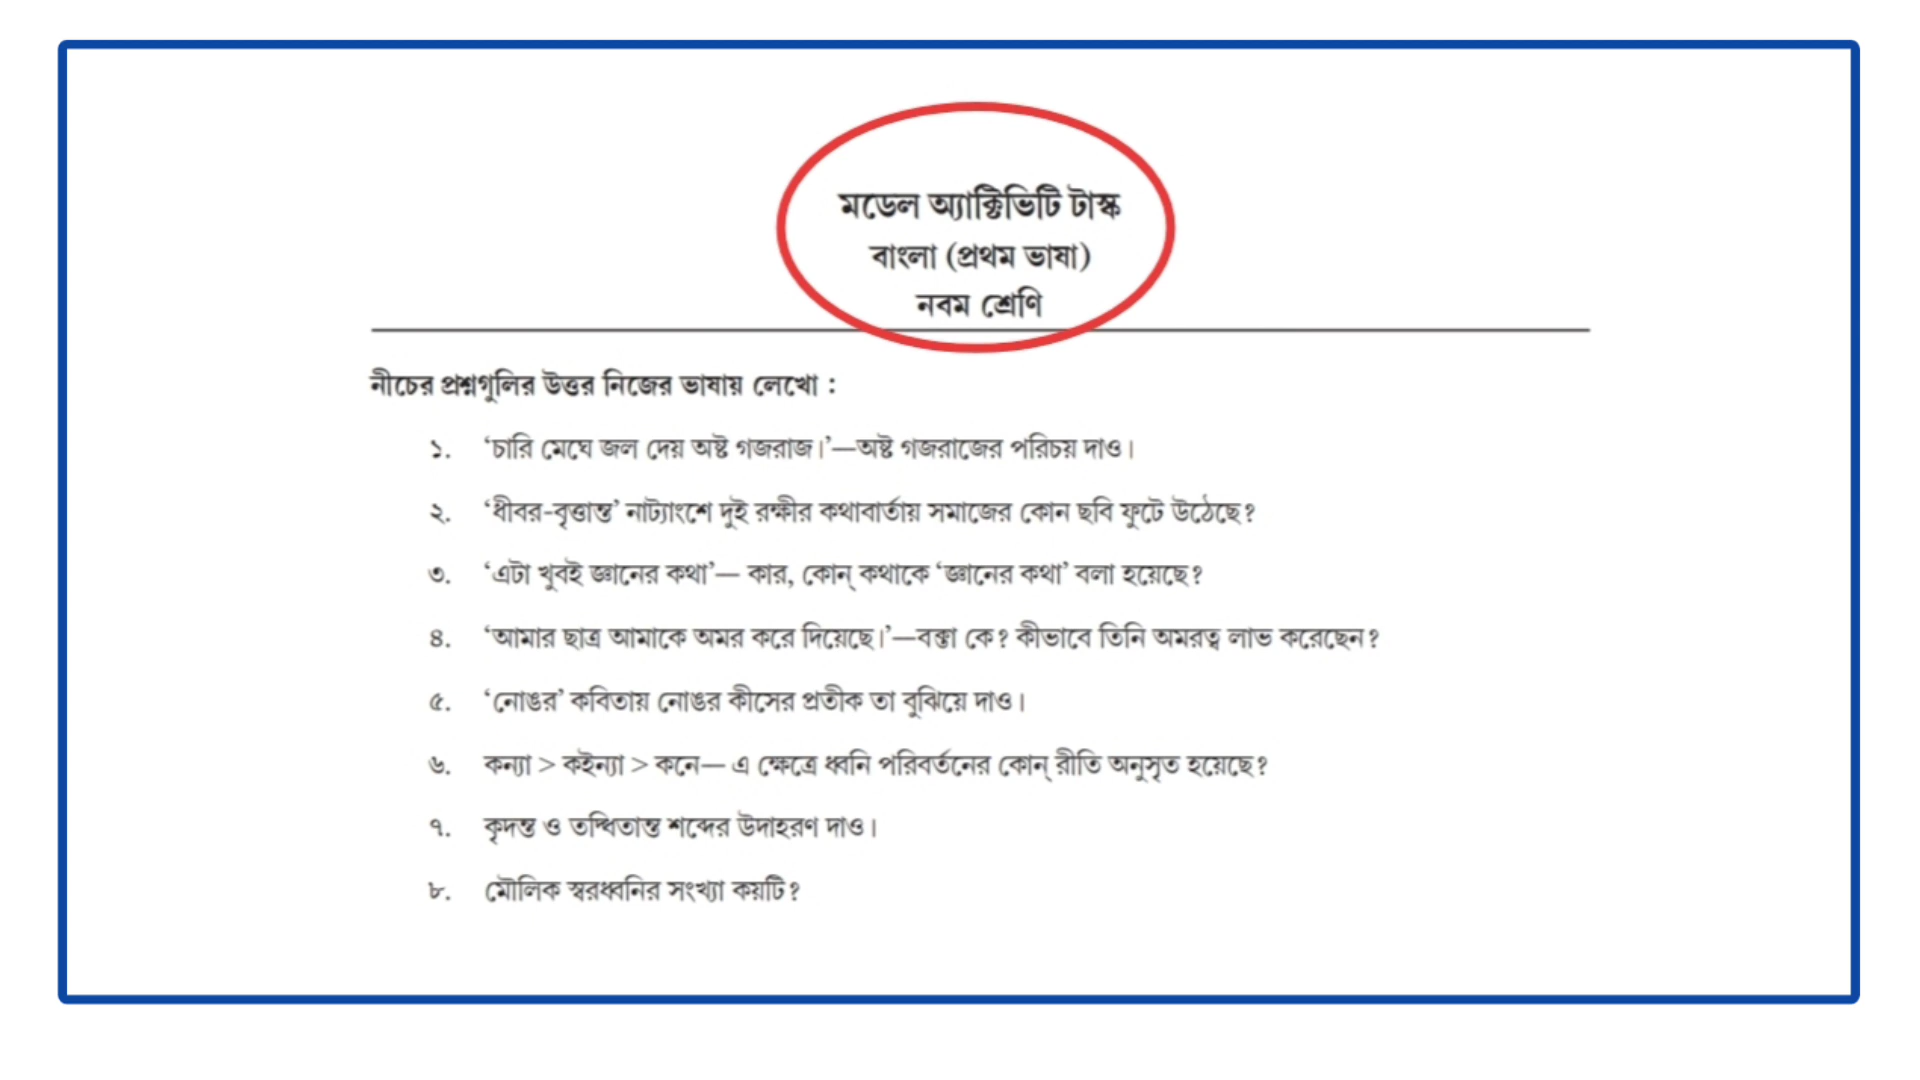 মডেল অ্যাক্টিভিটি টাস্ক
বাংলা (প্রথম ভাষা)
নবম শ্রেণি
নীচের প্রশ্নগুলির উত্তর নিজের ভাষায় লেখো :
১. ‘চারি মেঘে জল দেয় অষ্ট গজরাজ।’—অষ্ট গজরাজের পরিচয় দাও।
২. ‘ধীবর-বৃত্তান্ত’ নাট্যাংশে দুই রক্ষীর কথাবার্তায় সমাজের কোন ছবি ফুটে উঠেছে?
৩. ‘এটা খুবই জ্ঞানের কথা’— কার, কোন্ কথাকে ‘জ্ঞানের কথা’ বলা হয়েছে?
৪. ‘আমার ছাত্র আমাকে অমর করে দিয়েছে।’—বক্তা কে? কীভাবে তিনি অমরত্ব লাভ করেছেন?
৫. ‘নোঙর’ কবিতায় নোঙর কীসের প্রতীক তা বুঝিয়ে দাও।
৬. কন্যা > কইন্যা > কনে— এ ক্ষেত্রে ধ্বনি পরিবর্তনের কোন্ রীতি অনুসৃত হয়েছে?
৭. কৃদন্ত ও তদ্ধিতান্ত শব্দের উদাহরণ দাও।
৮. মৌলিক স্বরধ্বনির সংখ্যা কয়টি?